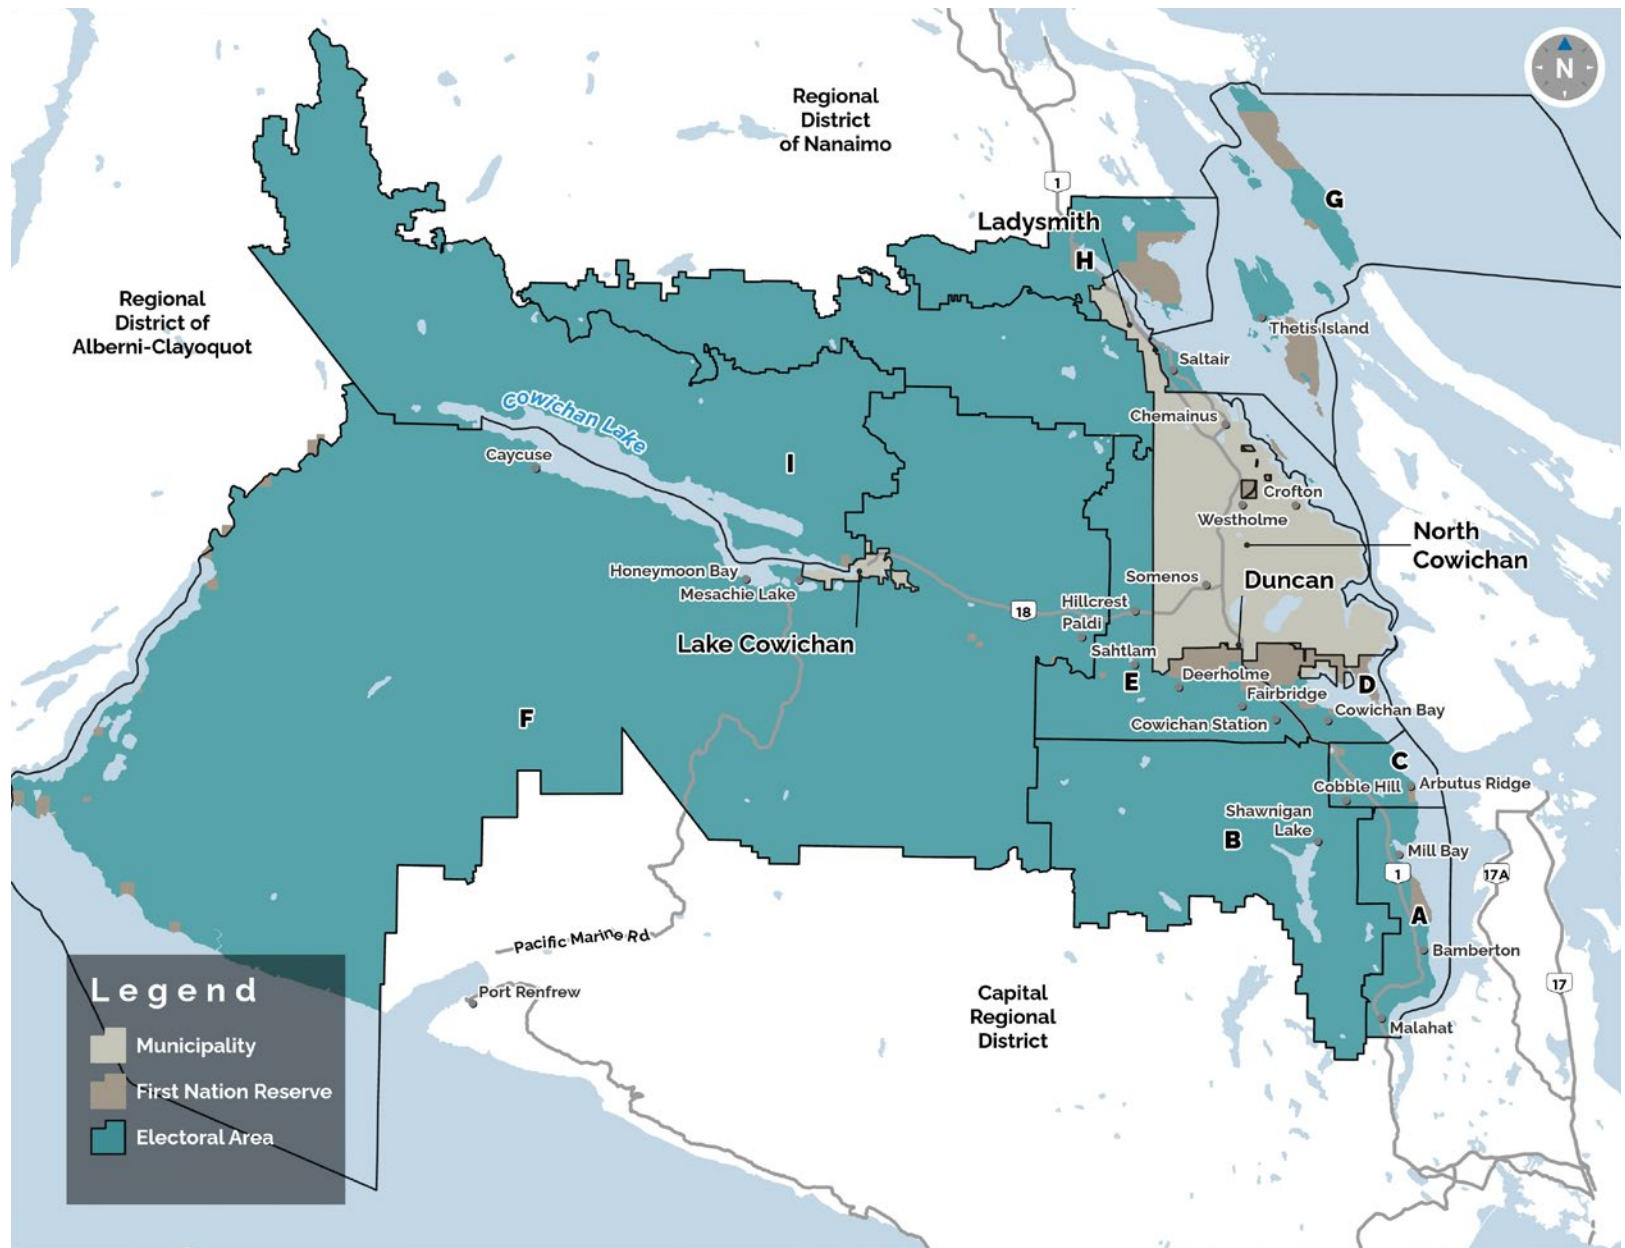 N
Regional
District
of Nanaimo
1
G
Ladysmith
H
Regional
District of
Alberni-Clayoquot
Thetis Island
Saltair
Cowichan Lake
Chemainus
Caycuse
I
Crofton
Westholme
North
Cowichan
Honeymoon Bay
Mesachie Lake
Somenos
Duncan
Hillcrest
18
Paldi
Lake Cowichan
Sahtlam
Deerholme
E
D
Fairbridge
Cowichan Bay
F
Cowichan Station
C
Cobble Hill
Arbutus Ridge
Shawnigan
Lake
B
Mill Bay
1
17A
A
Pacific Marine Rd
Bamberton
Port Renfrew
17
Capital
Regional
District
Malahat
Legend
Municipality
First Nation Reserve
Electoral Area